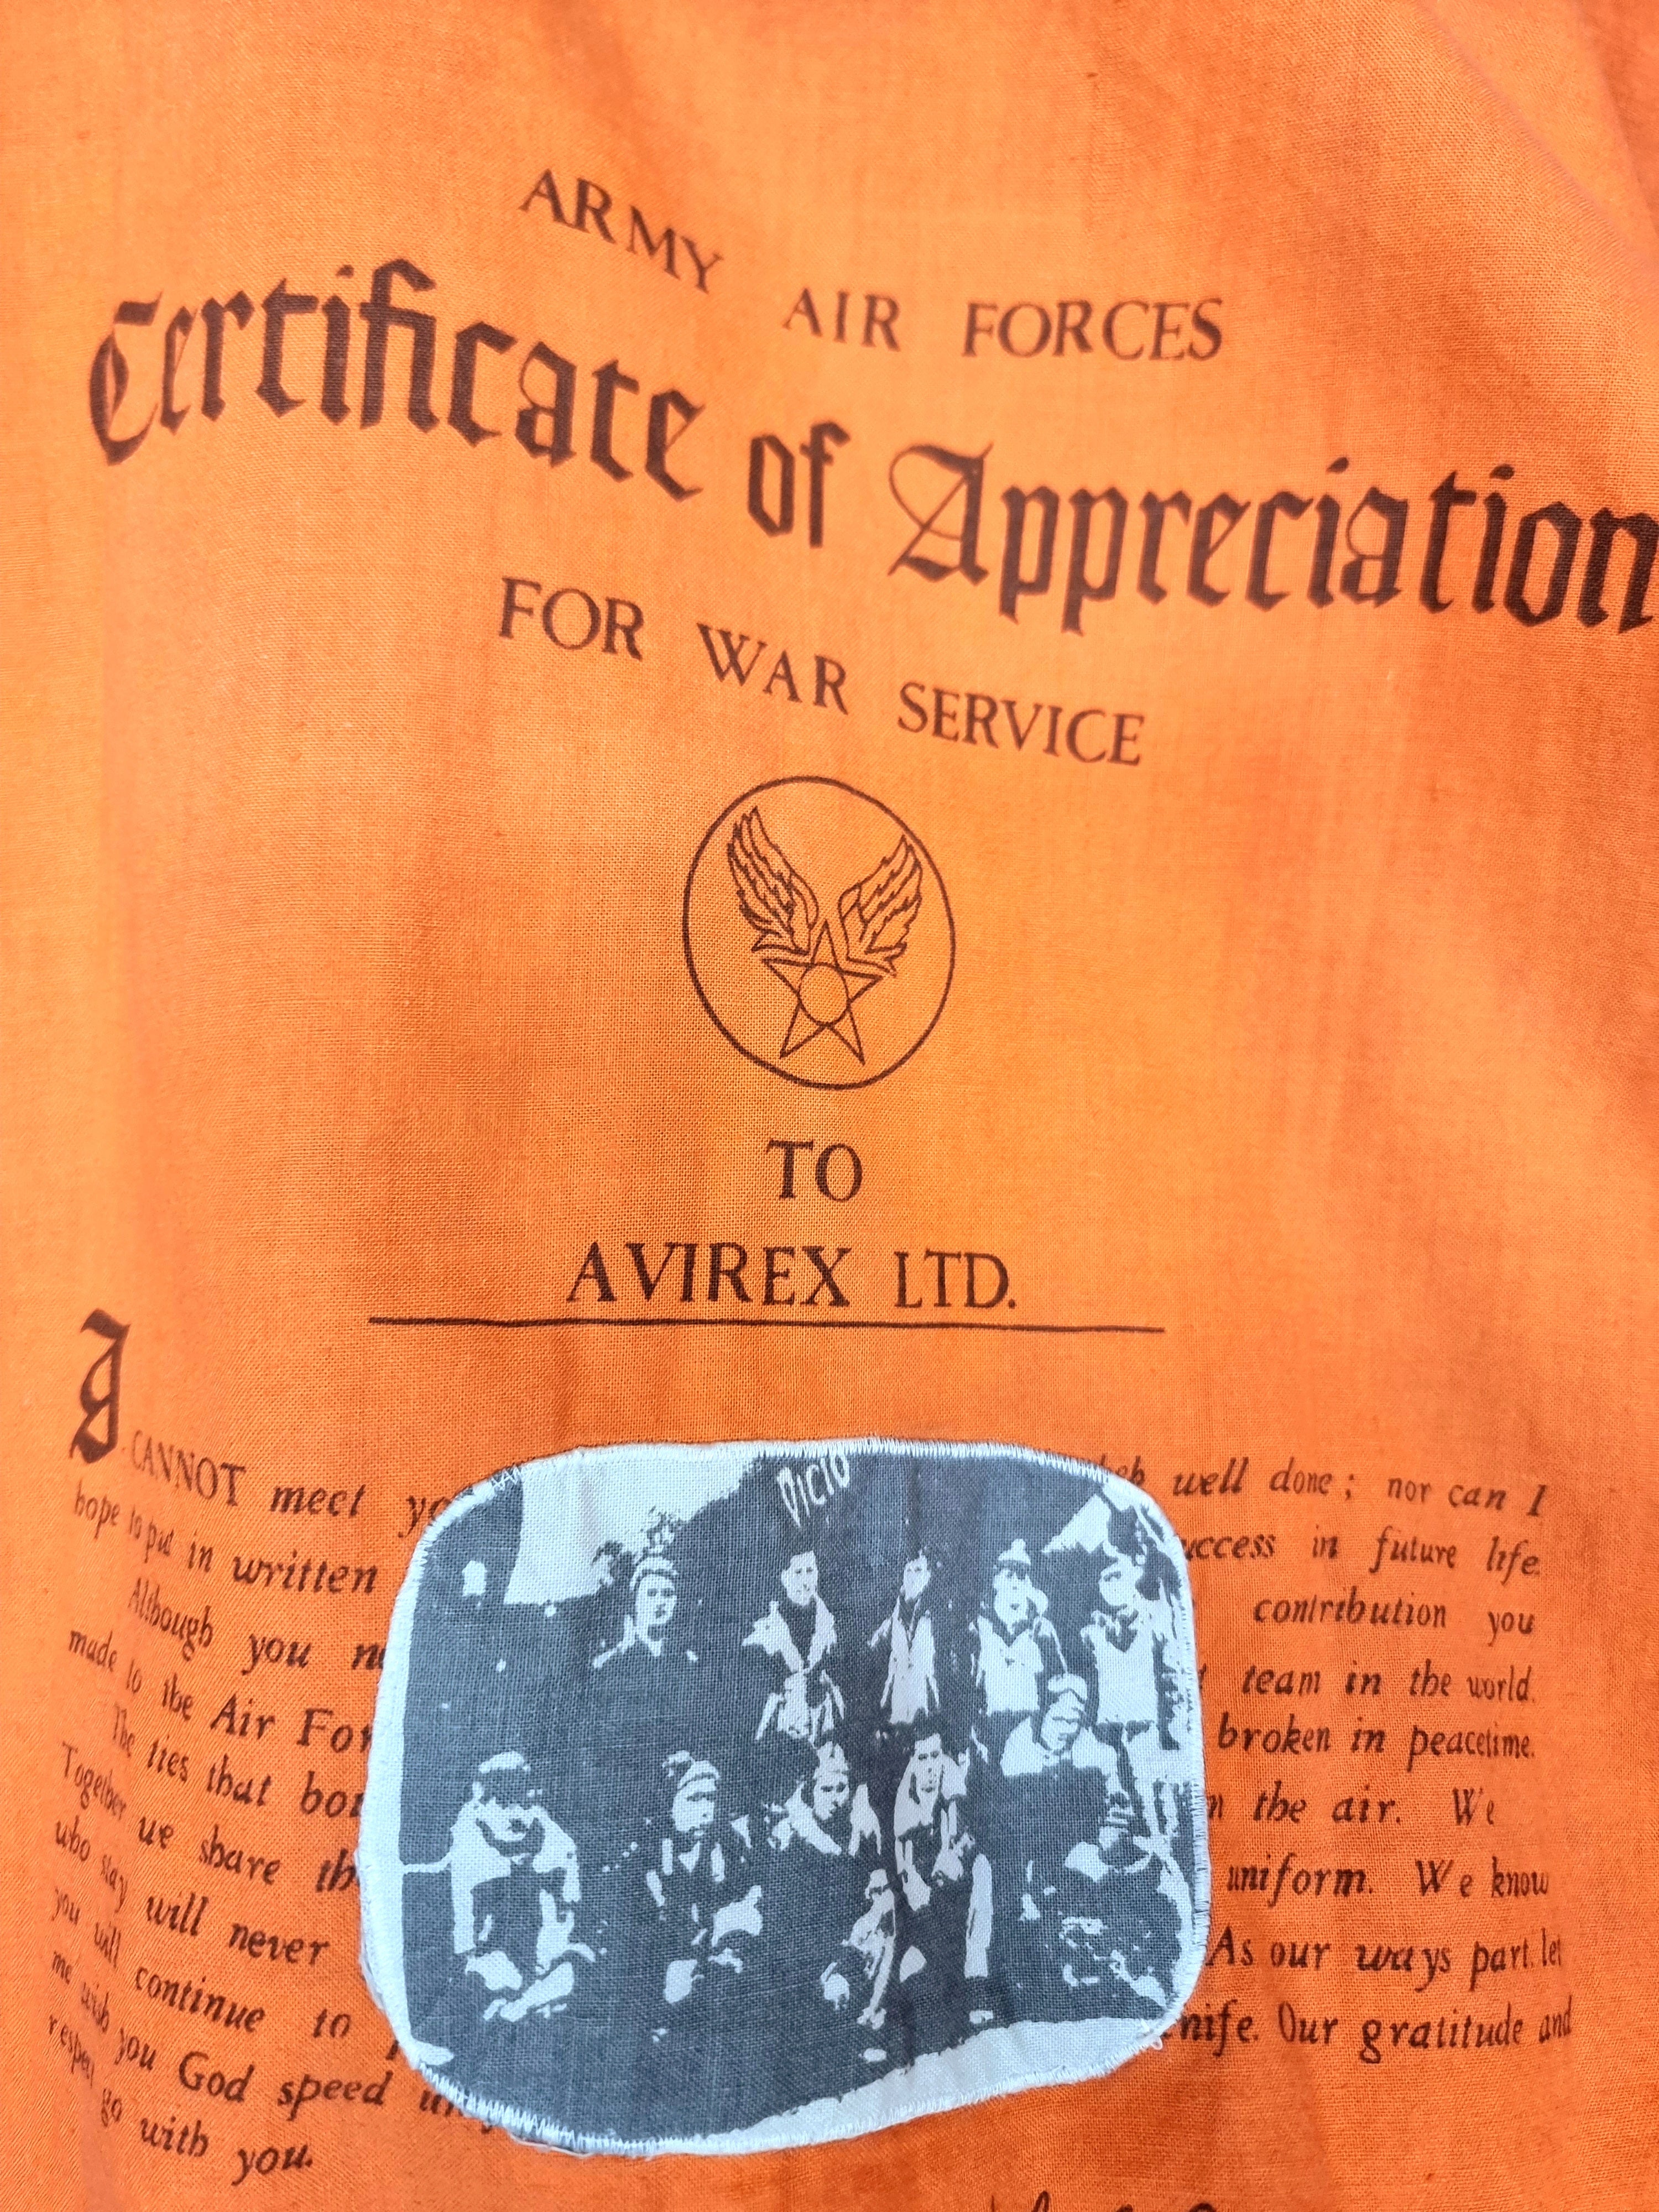 ARMY AIR FORCES
Certificate of Appreciation
FOR WAR SERVICE
TO
AVIREX LTD.
I CANNOT meet well done; nor can I
hope to put in written in future life.
Although you contribution you
made to the Air team in the world.
The ties that broken in peacetime.
Together we share the air. We
who stay will never uniform. We know
you will continue to As our ways part, let
me wish you God speed Our gratitude and
respect go with you.